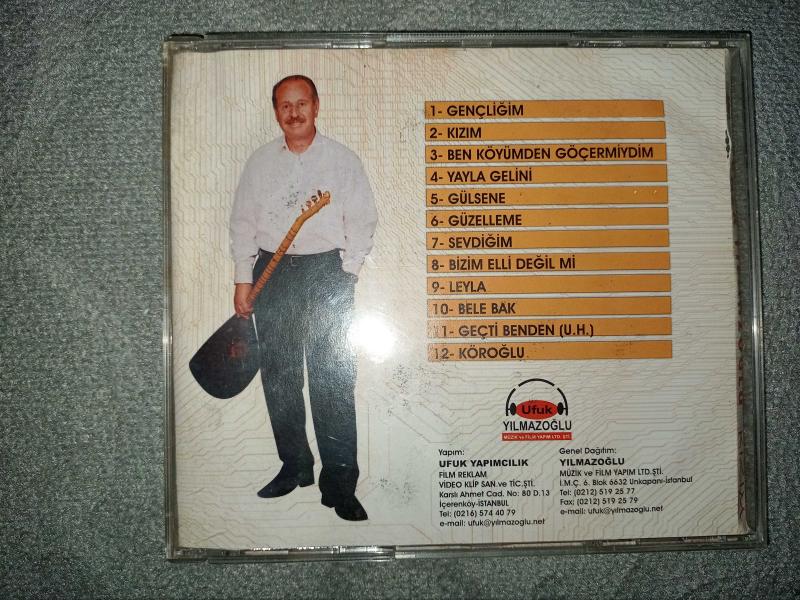 1- GENÇLİĞİM
2- KIZIM
3- BEN KÖYÜMDEN GÖÇERMİYDİM
4- YAYLA GELİNİ
5- GÜLSENE
6- GÜZELLEME
7- SEVDİĞİM
8- BİZİM ELLİ DEĞİL Mİ
9- LEYLA
10- BELE BAK
11- GEÇTİ BENDEN (U.H.)
12- KÖROĞLU
Ufuk
YILMAZOĞLU
MÜZİK ve FİLM YAPIM LTD. ŞTİ.
Yapım:
UFUK YAPIMCILIK
FİLM REKLAM
VİDEO KLİP SAN.ve TİC.ŞTİ.
Karslı Ahmet Cad. No: 80 D.13
İçerenköy-İSTANBUL
Tel: (0216) 574 40 79
e-mail: ufuk@yılmazoglu.net
Genel Dağıtım:
YILMAZOĞLU
MÜZİK ve FİLM YAPIM LTD.ŞTİ.
İ.M.Ç. 6. Blok 6632 Unkapanı-İstanbul
Tel: (0212) 519 25 77
Fax; (0212) 519 25 79
e-mail: ufuk@yılmazoglu.net